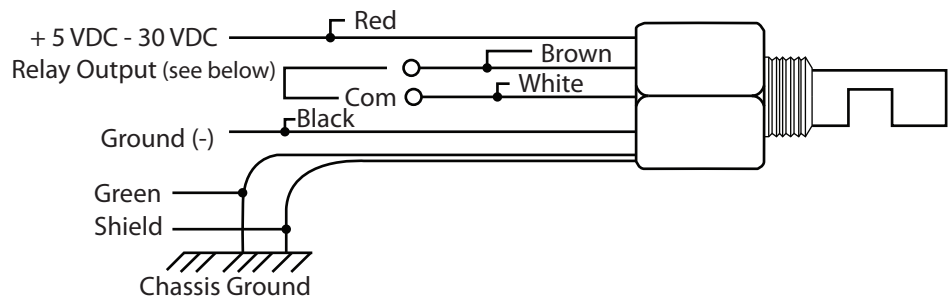 Red
+ 5 VDC - 30 VDC
Brown
Relay Output (see below)
White
Com
Black
Ground (-)
Green
Shield
Chassis Ground